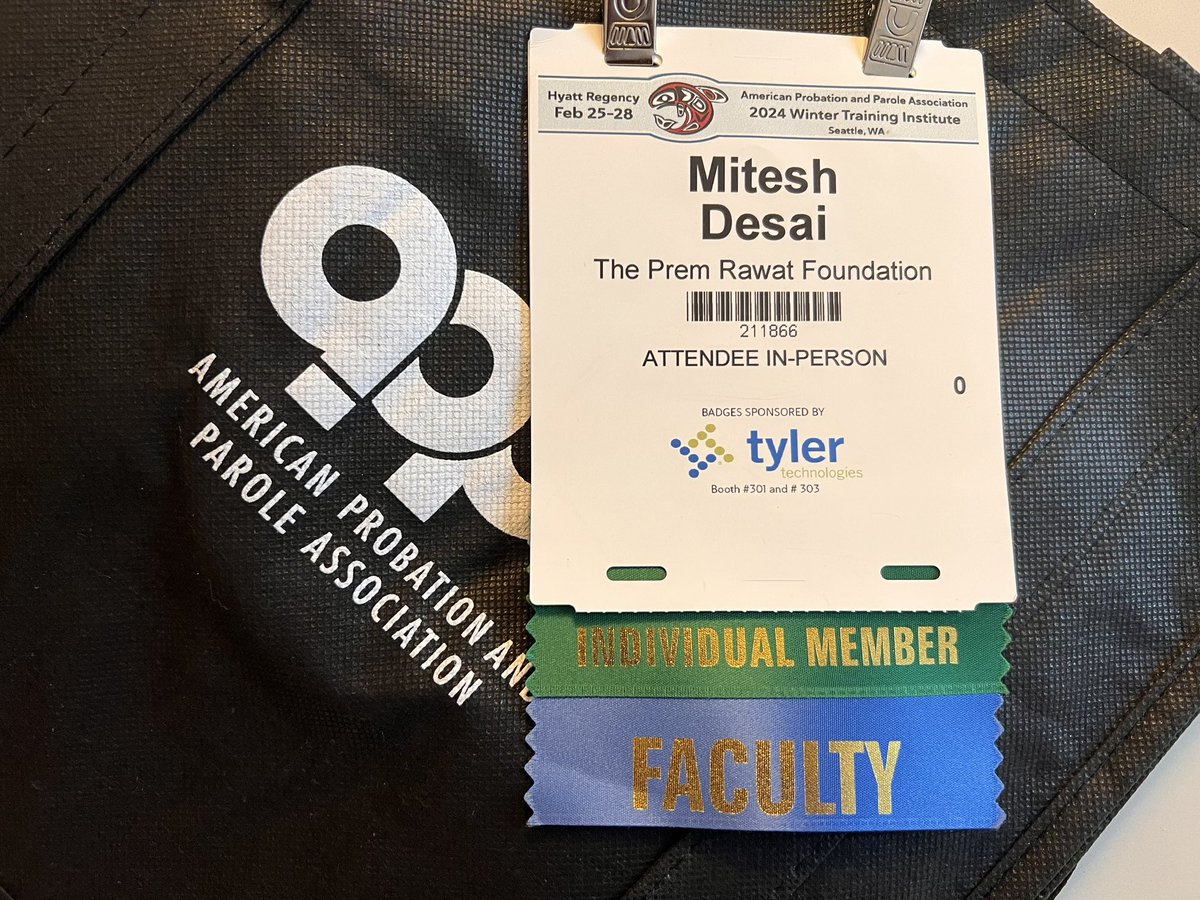 Hyatt Regency
Feb 25-28
American Probation and Parole Association
2024 Winter Training Institute
Seattle, WA
Mitesh
Desai
The Prem Rawat Foundation
211866
ATTENDEE IN-PERSON
0
BADGES SPONSORED BY
tyler
technologies
Booth #301 and # 303
INDIVIDUAL MEMBER
FACULTY
app
AMERICAN PROBATION AND
PAROLE ASSOCIATION